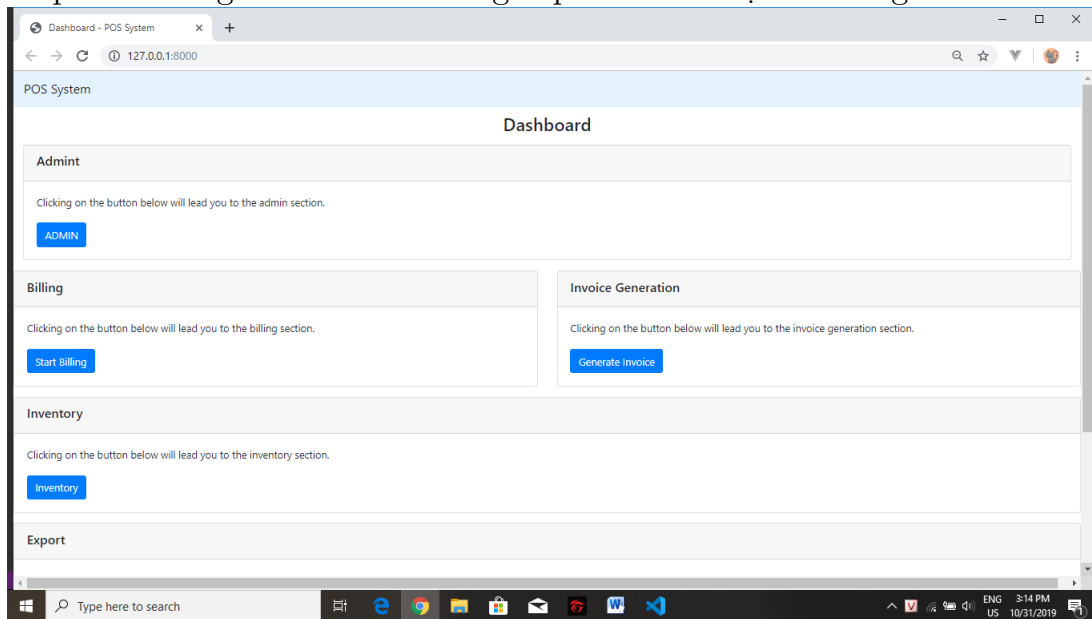 Dashboard - POS System
127.0.0.1:8000
POS System
Dashboard
Admint
Clicking on the button below will lead you to the admin section.
ADMIN
Billing
Clicking on the button below will lead you to the billing section.
Start Billing
Invoice Generation
Clicking on the button below will lead you to the invoice generation section.
Generate Invoice
Inventory
Clicking on the button below will lead you to the inventory section.
Inventory
Export
Type here to search
ENG
US
3:14 PM
10/31/2019